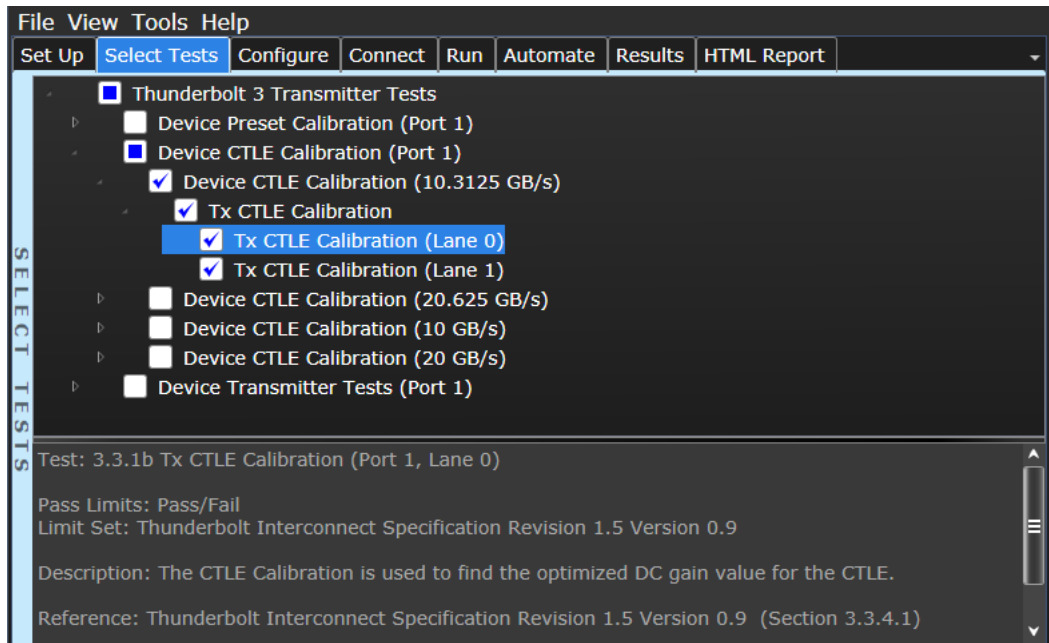 File View Tools Help
Set Up Select Tests Configure Connect Run Automate Results HTML Report
Thunderbolt 3 Transmitter Tests
Device Preset Calibration (Port 1)
Device CTLE Calibration (Port 1)
Device CTLE Calibration (10.3125 GB/s)
Tx CTLE Calibration
Tx CTLE Calibration (Lane 0)
Tx CTLE Calibration (Lane 1)
Device CTLE Calibration (20.625 GB/s)
Device CTLE Calibration (10 GB/s)
Device CTLE Calibration (20 GB/s)
Device Transmitter Tests (Port 1)
SELECT TESTS
Test: 3.3.1b Tx CTLE Calibration (Port 1, Lane 0)
Pass Limits: Pass/Fail
Limit Set: Thunderbolt Interconnect Specification Revision 1.5 Version 0.9
Description: The CTLE Calibration is used to find the optimized DC gain value for the CTLE.
Reference: Thunderbolt Interconnect Specification Revision 1.5 Version 0.9 (Section 3.3.4.1)